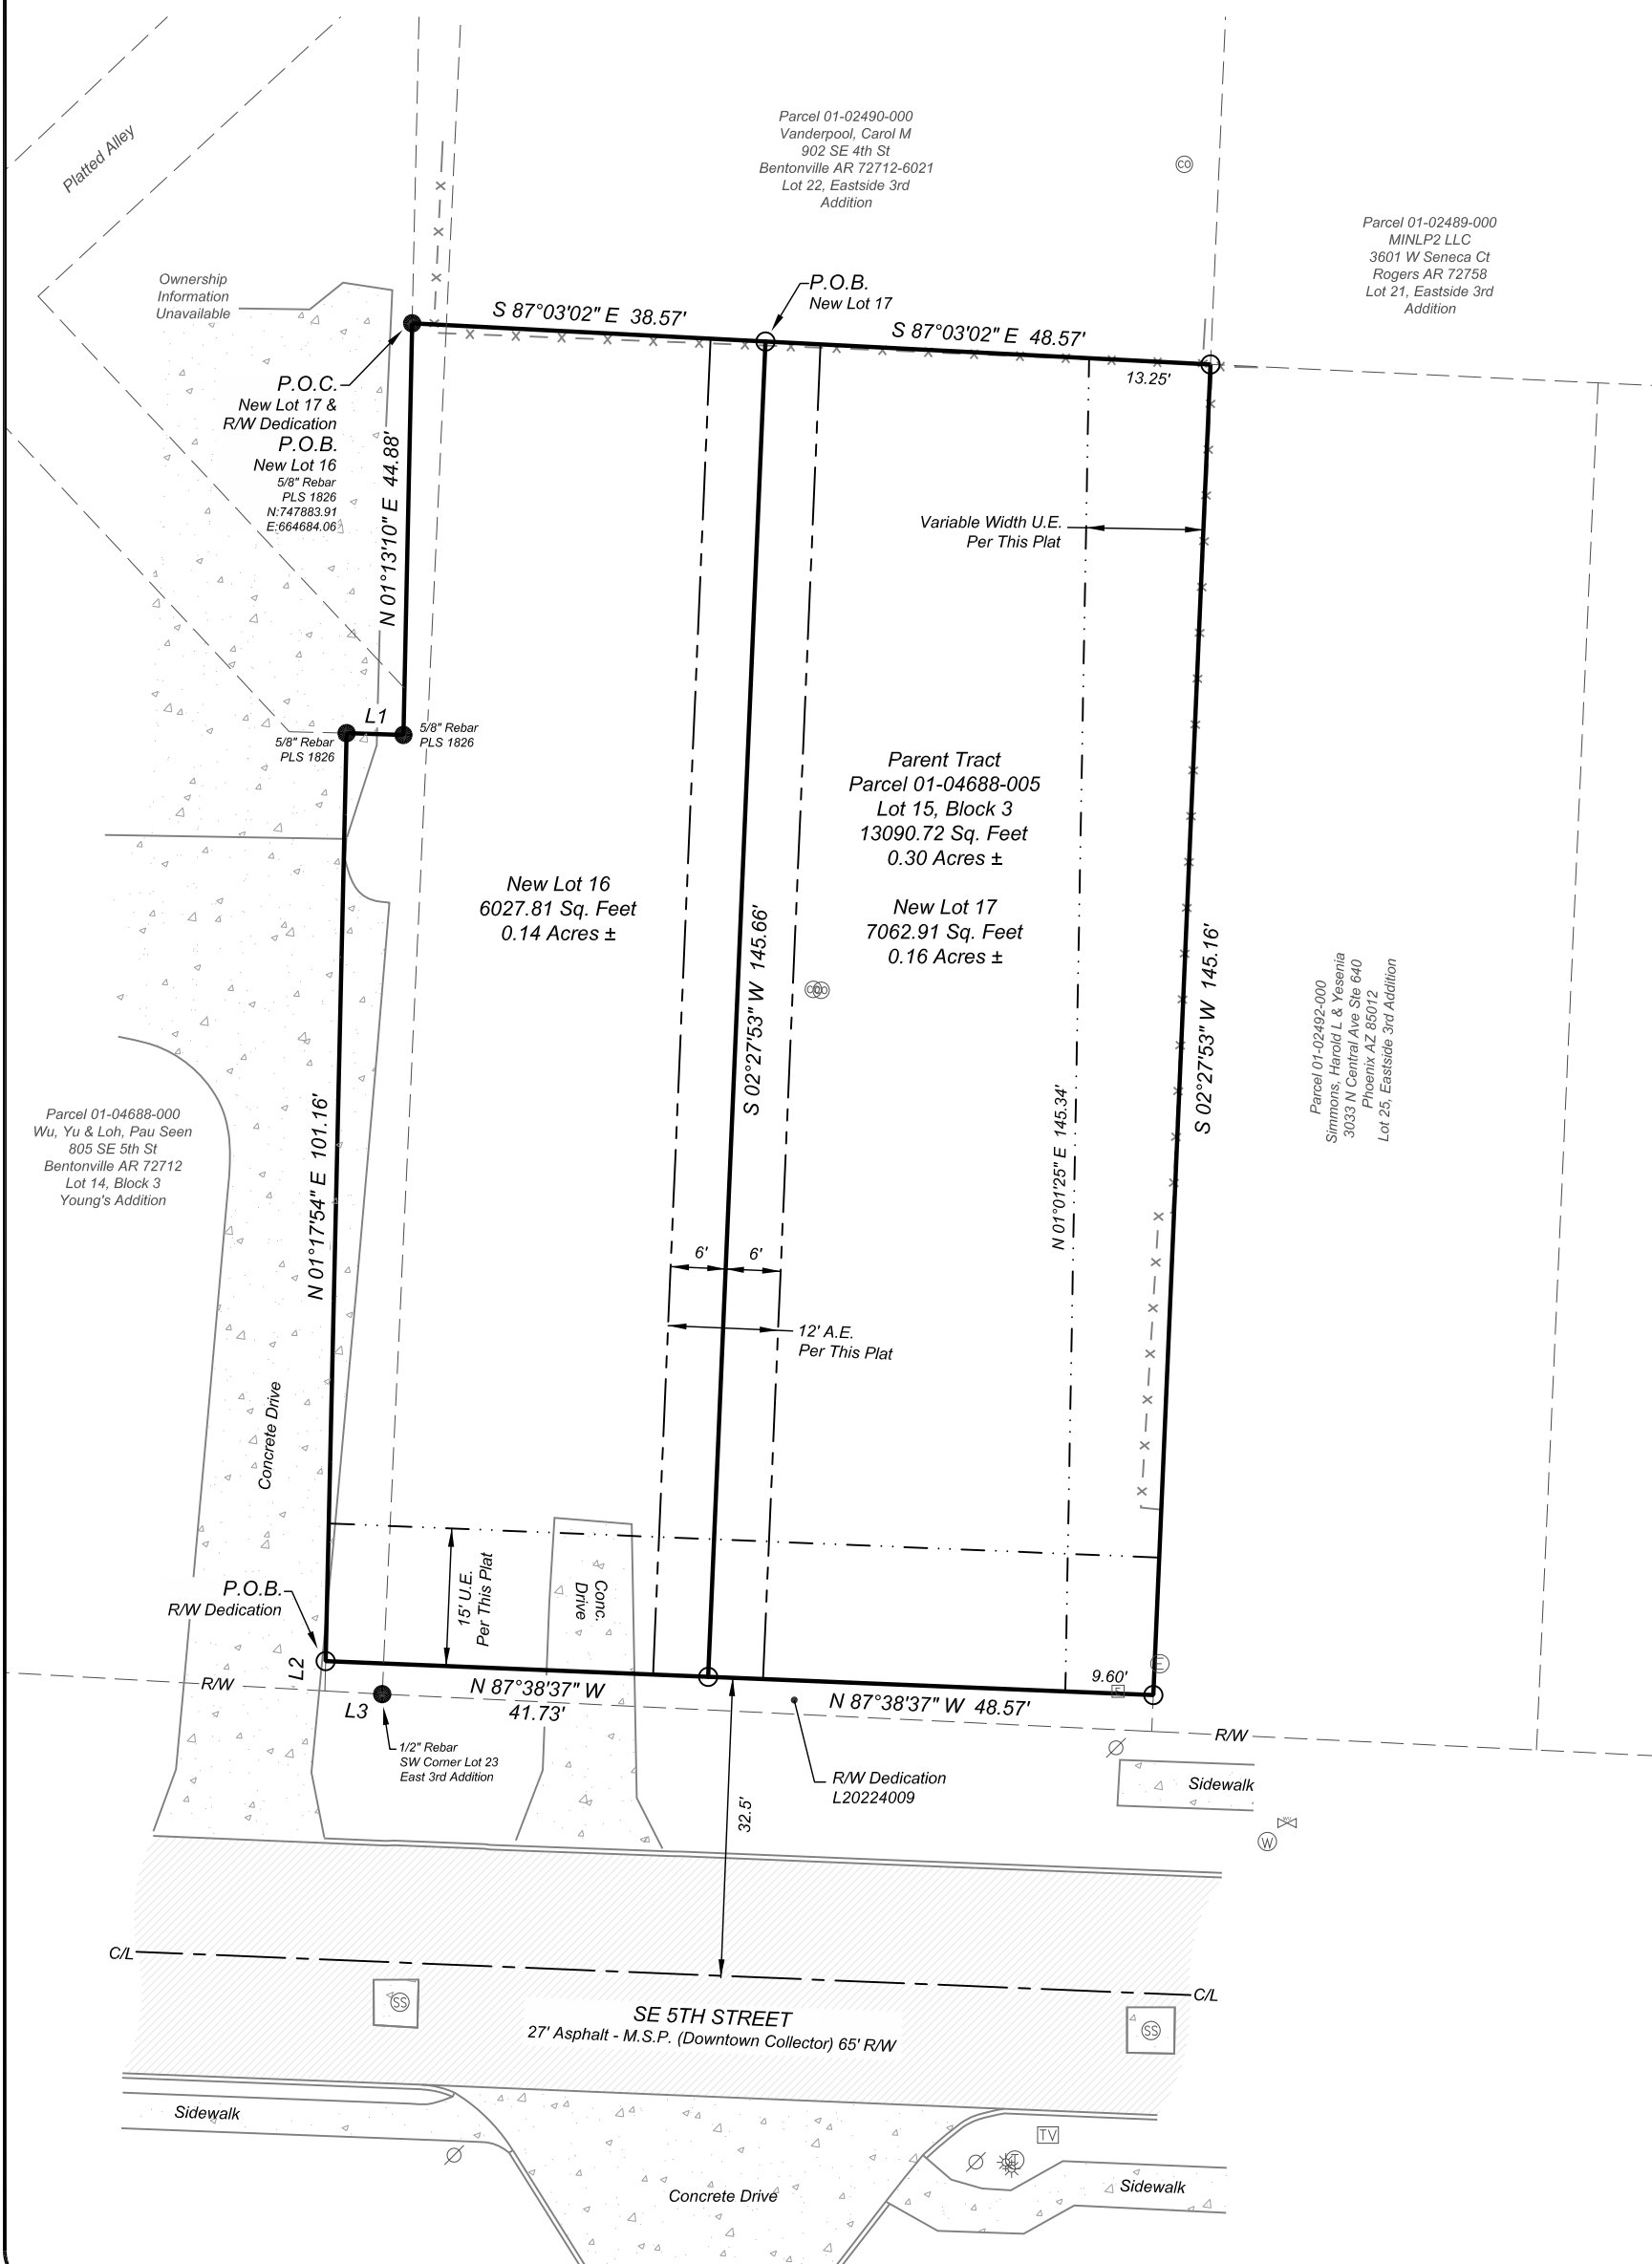 Platted Alley
Parcel 01-02490-000
Vanderpool, Carol M
902 SE 4th St
Bentonville AR 72712-6021
Lot 22, Eastside 3rd
Addition
CO
Parcel 01-02489-000
MINLP2 LLC
3601 W Seneca Ct
Rogers AR 72758
Lot 21, Eastside 3rd
Addition
Ownership
Information
Unavailable
P.O.B.
New Lot 17
S 87°03'02" E 38.57'
S 87°03'02" E 48.57'
13.25'
P.O.C.
New Lot 17 &
R/W Dedication
P.O.B.
New Lot 16
5/8" Rebar
PLS 1826
N:747883.91
E:664684.06
N 01°13'10" E 44.88'
Variable Width U.E.
Per This Plat
L1
5/8" Rebar
PLS 1826
5/8" Rebar
PLS 1826
Parent Tract
Parcel 01-04688-005
Lot 15, Block 3
13090.72 Sq. Feet
0.30 Acres ±
New Lot 16
6027.81 Sq. Feet
0.14 Acres ±
New Lot 17
7062.91 Sq. Feet
0.16 Acres ±
S 02°27'53" W 145.66'
S 02°27'53" W 145.16'
N 01°01'25" E 145.34'
N 01°17'54" E 101.16'
Parcel 01-02492-000
Simmons, Harold L & Yesenia
3033 N Central Ave Ste 640
Phoenix AZ 85012
Lot 25, Eastside 3rd Addition
Parcel 01-04688-000
Wu, Yu & Loh, Pau Seen
805 SE 5th St
Bentonville AR 72712
Lot 14, Block 3
Young's Addition
6'
6'
12' A.E.
Per This Plat
Concrete Drive
15' U.E.
Per This Plat
Conc.
Drive
P.O.B.
R/W Dedication
L2
R/W
L3
N 87°38'37" W
41.73'
N 87°38'37" W 48.57'
9.60'
E
E
R/W
1/2" Rebar
SW Corner Lot 23
East 3rd Addition
R/W Dedication
L20224009
32.5'
Sidewalk
W
C/L
C/L
SS
SS
SE 5TH STREET
27' Asphalt - M.S.P. (Downtown Collector) 65' R/W
Sidewalk
TV
T
Sidewalk
Concrete Drive